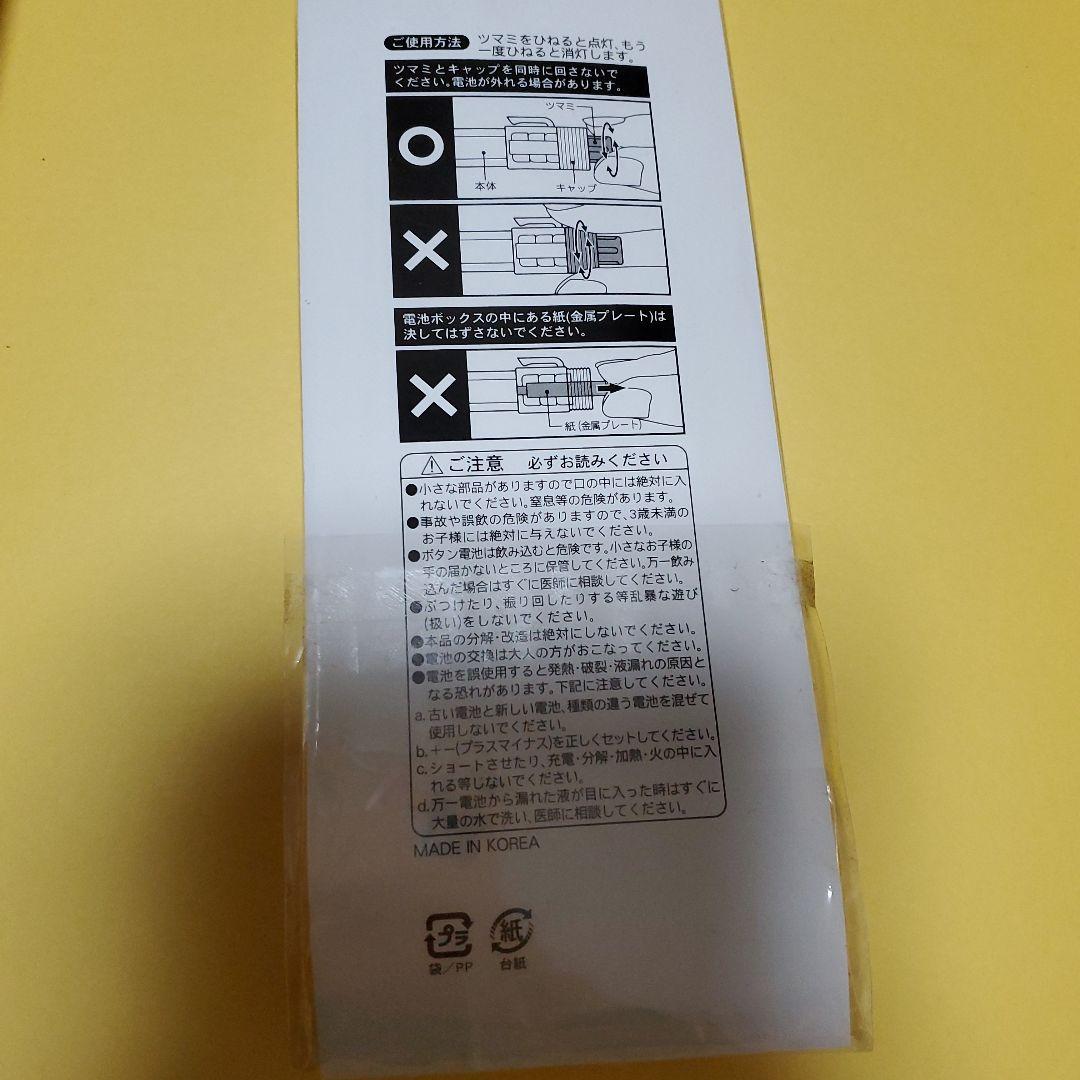 ご使用方法 ツマミをひねると点灯、もう
一度ひねると消灯します。
ツマミとキャップを同時に回さないで
ください。電池が外れる場合があります。
ツマミ
本体
キャップ
電池ボックスの中にある紙(金属プレート)は
決してはずさないでください。
紙(金属プレート)
ご注意 必ずお読みください
●小さな部品がありますので口の中には絶対に入
れないでください。窒息等の危険があります。
●事故や誤飲の危険がありますので、3歳未満の
お子様には絶対に与えないでください。
●ボタン電池は飲み込むと危険です。小さなお子様の
手の届かないところに保管してください。万一飲み
込んだ場合はすぐに医師に相談してください。
●ぶつけたり、振り回したりする等乱暴な遊び
(扱い)をしないでください。
●本品の分解・改造は絶対にしないでください。
●電池の交換は大人の方がおこなってください。
●電池を誤使用すると発熱・破裂・液漏れの原因と
なる恐れがあります。下記に注意してください。
a.古い電池と新しい電池、種類の違う電池を混ぜて
使用しないでください。
b.+−(プラスマイナス)を正しくセットしてください。
c.ショートさせたり、充電・分解・加熱・火の中に入
れる等しないでください。
d.万一電池から漏れた液が目に入った時はすぐに
大量の水で洗い、医師に相談してください。
MADE IN KOREA
プラ 紙
袋/PP 台紙